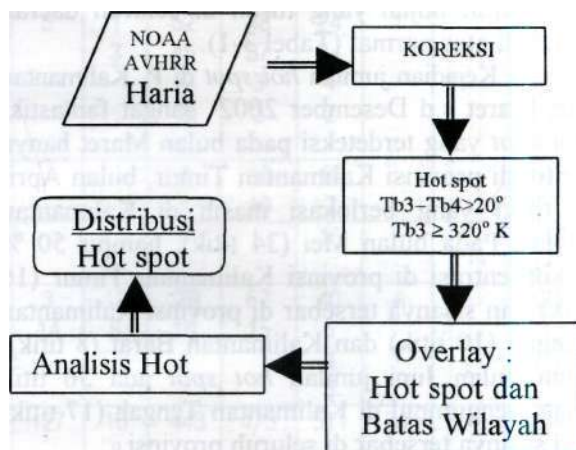 NOAA
AVHRR
Haria
KOREKSI
Hot spot
Tb3 –Tb4>20°
Tb3 ≥ 320° K
Overlay :
Hot spot dan
Batas Wilayah
Analisis Hot
Distribusi
Hot spot